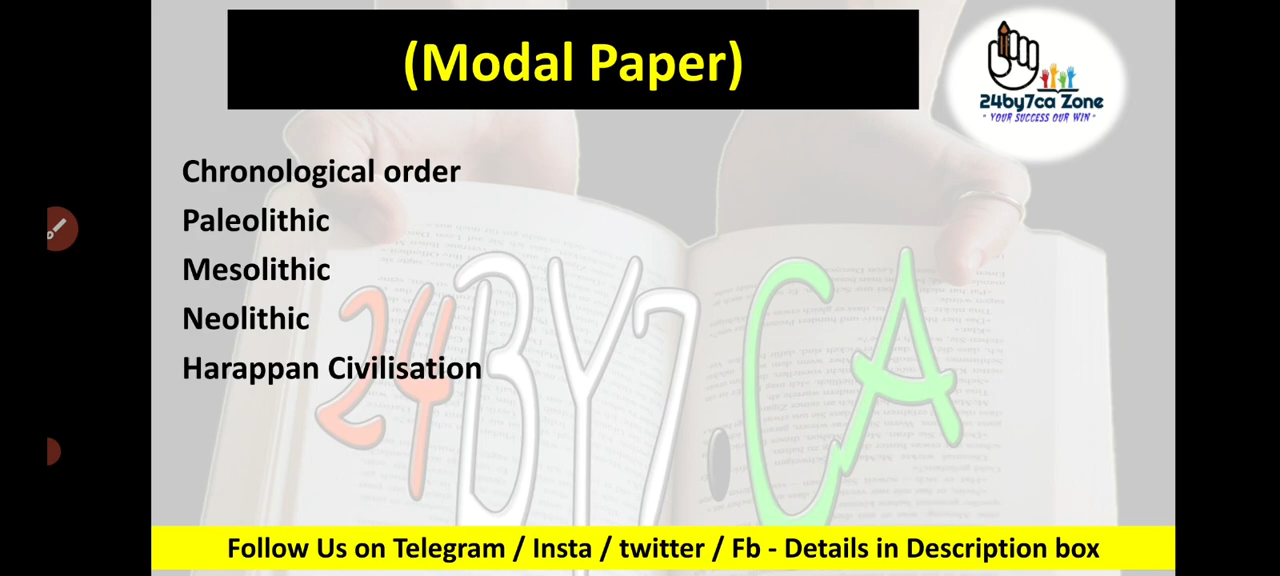 (Modal Paper)
24by7ca Zone
" YOUR SUCCESS OUR WIN "
Chronological order
Paleolithic
Mesolithic
Neolithic
Harappan Civilisation
24BY7.CA
Follow Us on Telegram / Insta / twitter / Fb - Details in Description box